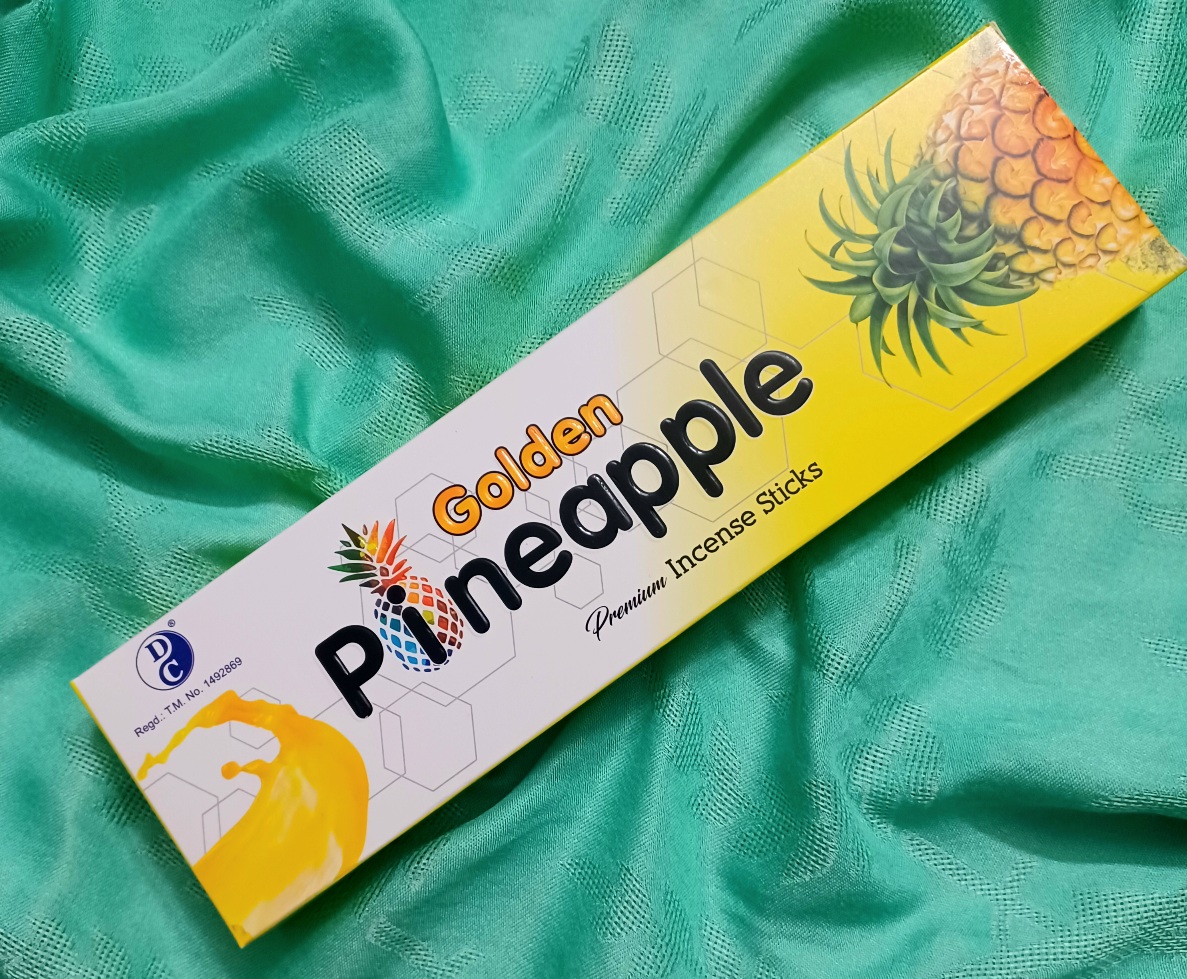 DC®
Regd.: T.M. No. 1492869
Golden
Pineapple
Premium Incense Sticks